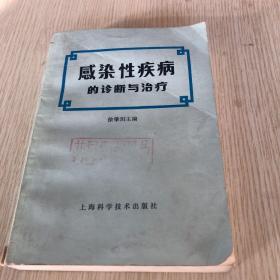 感染性疾病
的诊断与治疗
徐肇玥主编
上海科学技术出版社